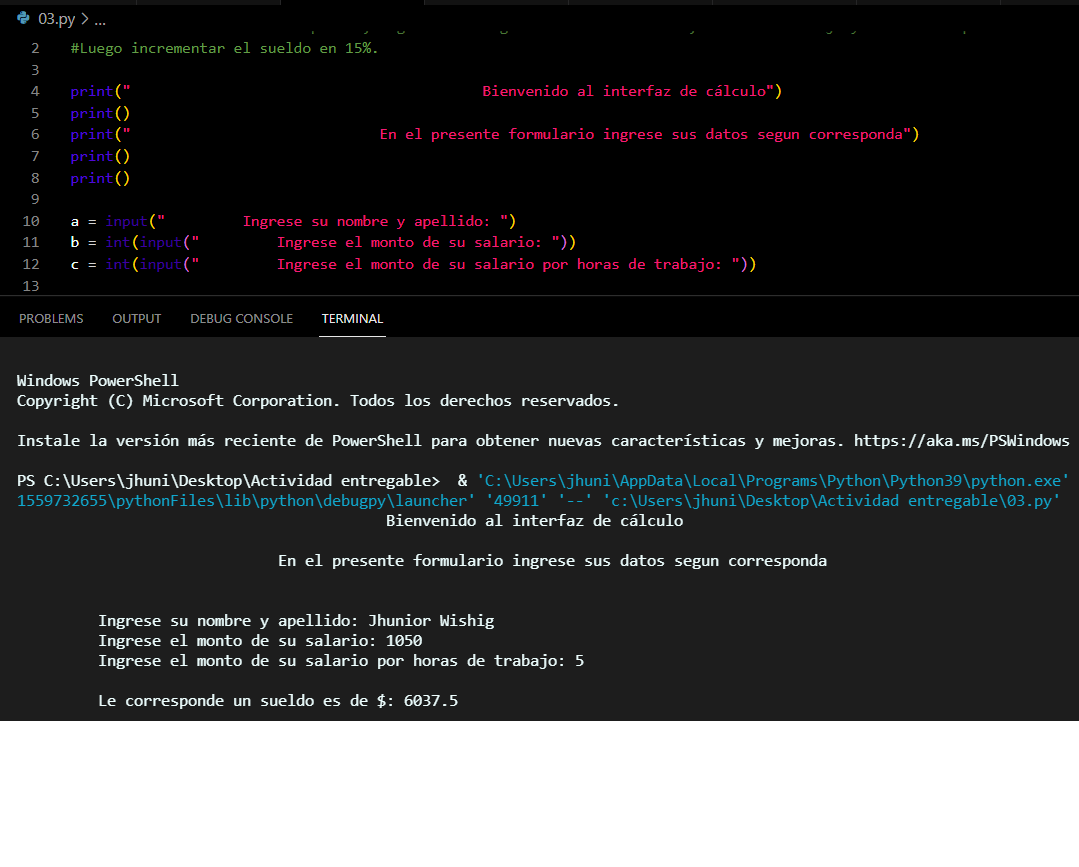 03.py > ...
2 #Luego incrementar el sueldo en 15%.
3
4 print(" Bienvenido al interfaz de cálculo")
5 print()
6 print(" En el presente formulario ingrese sus datos segun corresponda")
7 print()
8 print()
9
10 a = input(" Ingrese su nombre y apellido: ")
11 b = int(input(" Ingrese el monto de su salario: "))
12 c = int(input(" Ingrese el monto de su salario por horas de trabajo: "))
13
PROBLEMS OUTPUT DEBUG CONSOLE TERMINAL
Windows PowerShell
Copyright (C) Microsoft Corporation. Todos los derechos reservados.
Instale la versión más reciente de PowerShell para obtener nuevas características y mejoras. https://aka.ms/PSWindows
PS C:\Users\jhuni\Desktop\Actividad entregable> & 'C:\Users\jhuni\AppData\Local\Programs\Python\Python39\python.exe'
1559732655\pythonFiles\lib\python\debugpy\launcher' '49911' '--' 'c:\Users\jhuni\Desktop\Actividad entregable\03.py'
Bienvenido al interfaz de cálculo
En el presente formulario ingrese sus datos segun corresponda
Ingrese su nombre y apellido: Jhunior Wishig
Ingrese el monto de su salario: 1050
Ingrese el monto de su salario por horas de trabajo: 5
Le corresponde un sueldo es de $: 6037.5